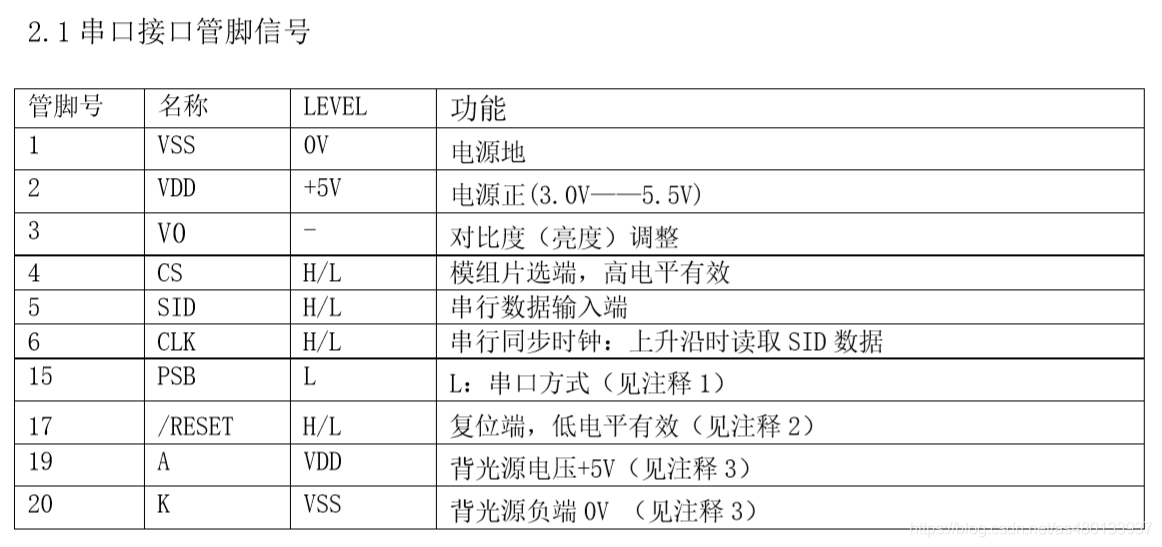 2.1 串口接口管脚信号
管脚号 名称 LEVEL 功能
1 VSS 0V 电源地
2 VDD +5V 电源正(3.0V——5.5V)
3 V0 - 对比度（亮度）调整
4 CS H/L 模组片选端，高电平有效
5 SID H/L 串行数据输入端
6 CLK H/L 串行同步时钟：上升沿时读取 SID 数据
15 PSB L L：串口方式（见注释 1）
17 /RESET H/L 复位端，低电平有效（见注释 2）
19 A VDD 背光源电压+5V（见注释 3）
20 K VSS 背光源负端 0V （见注释 3）
https://blog.csdn.net/as480133937